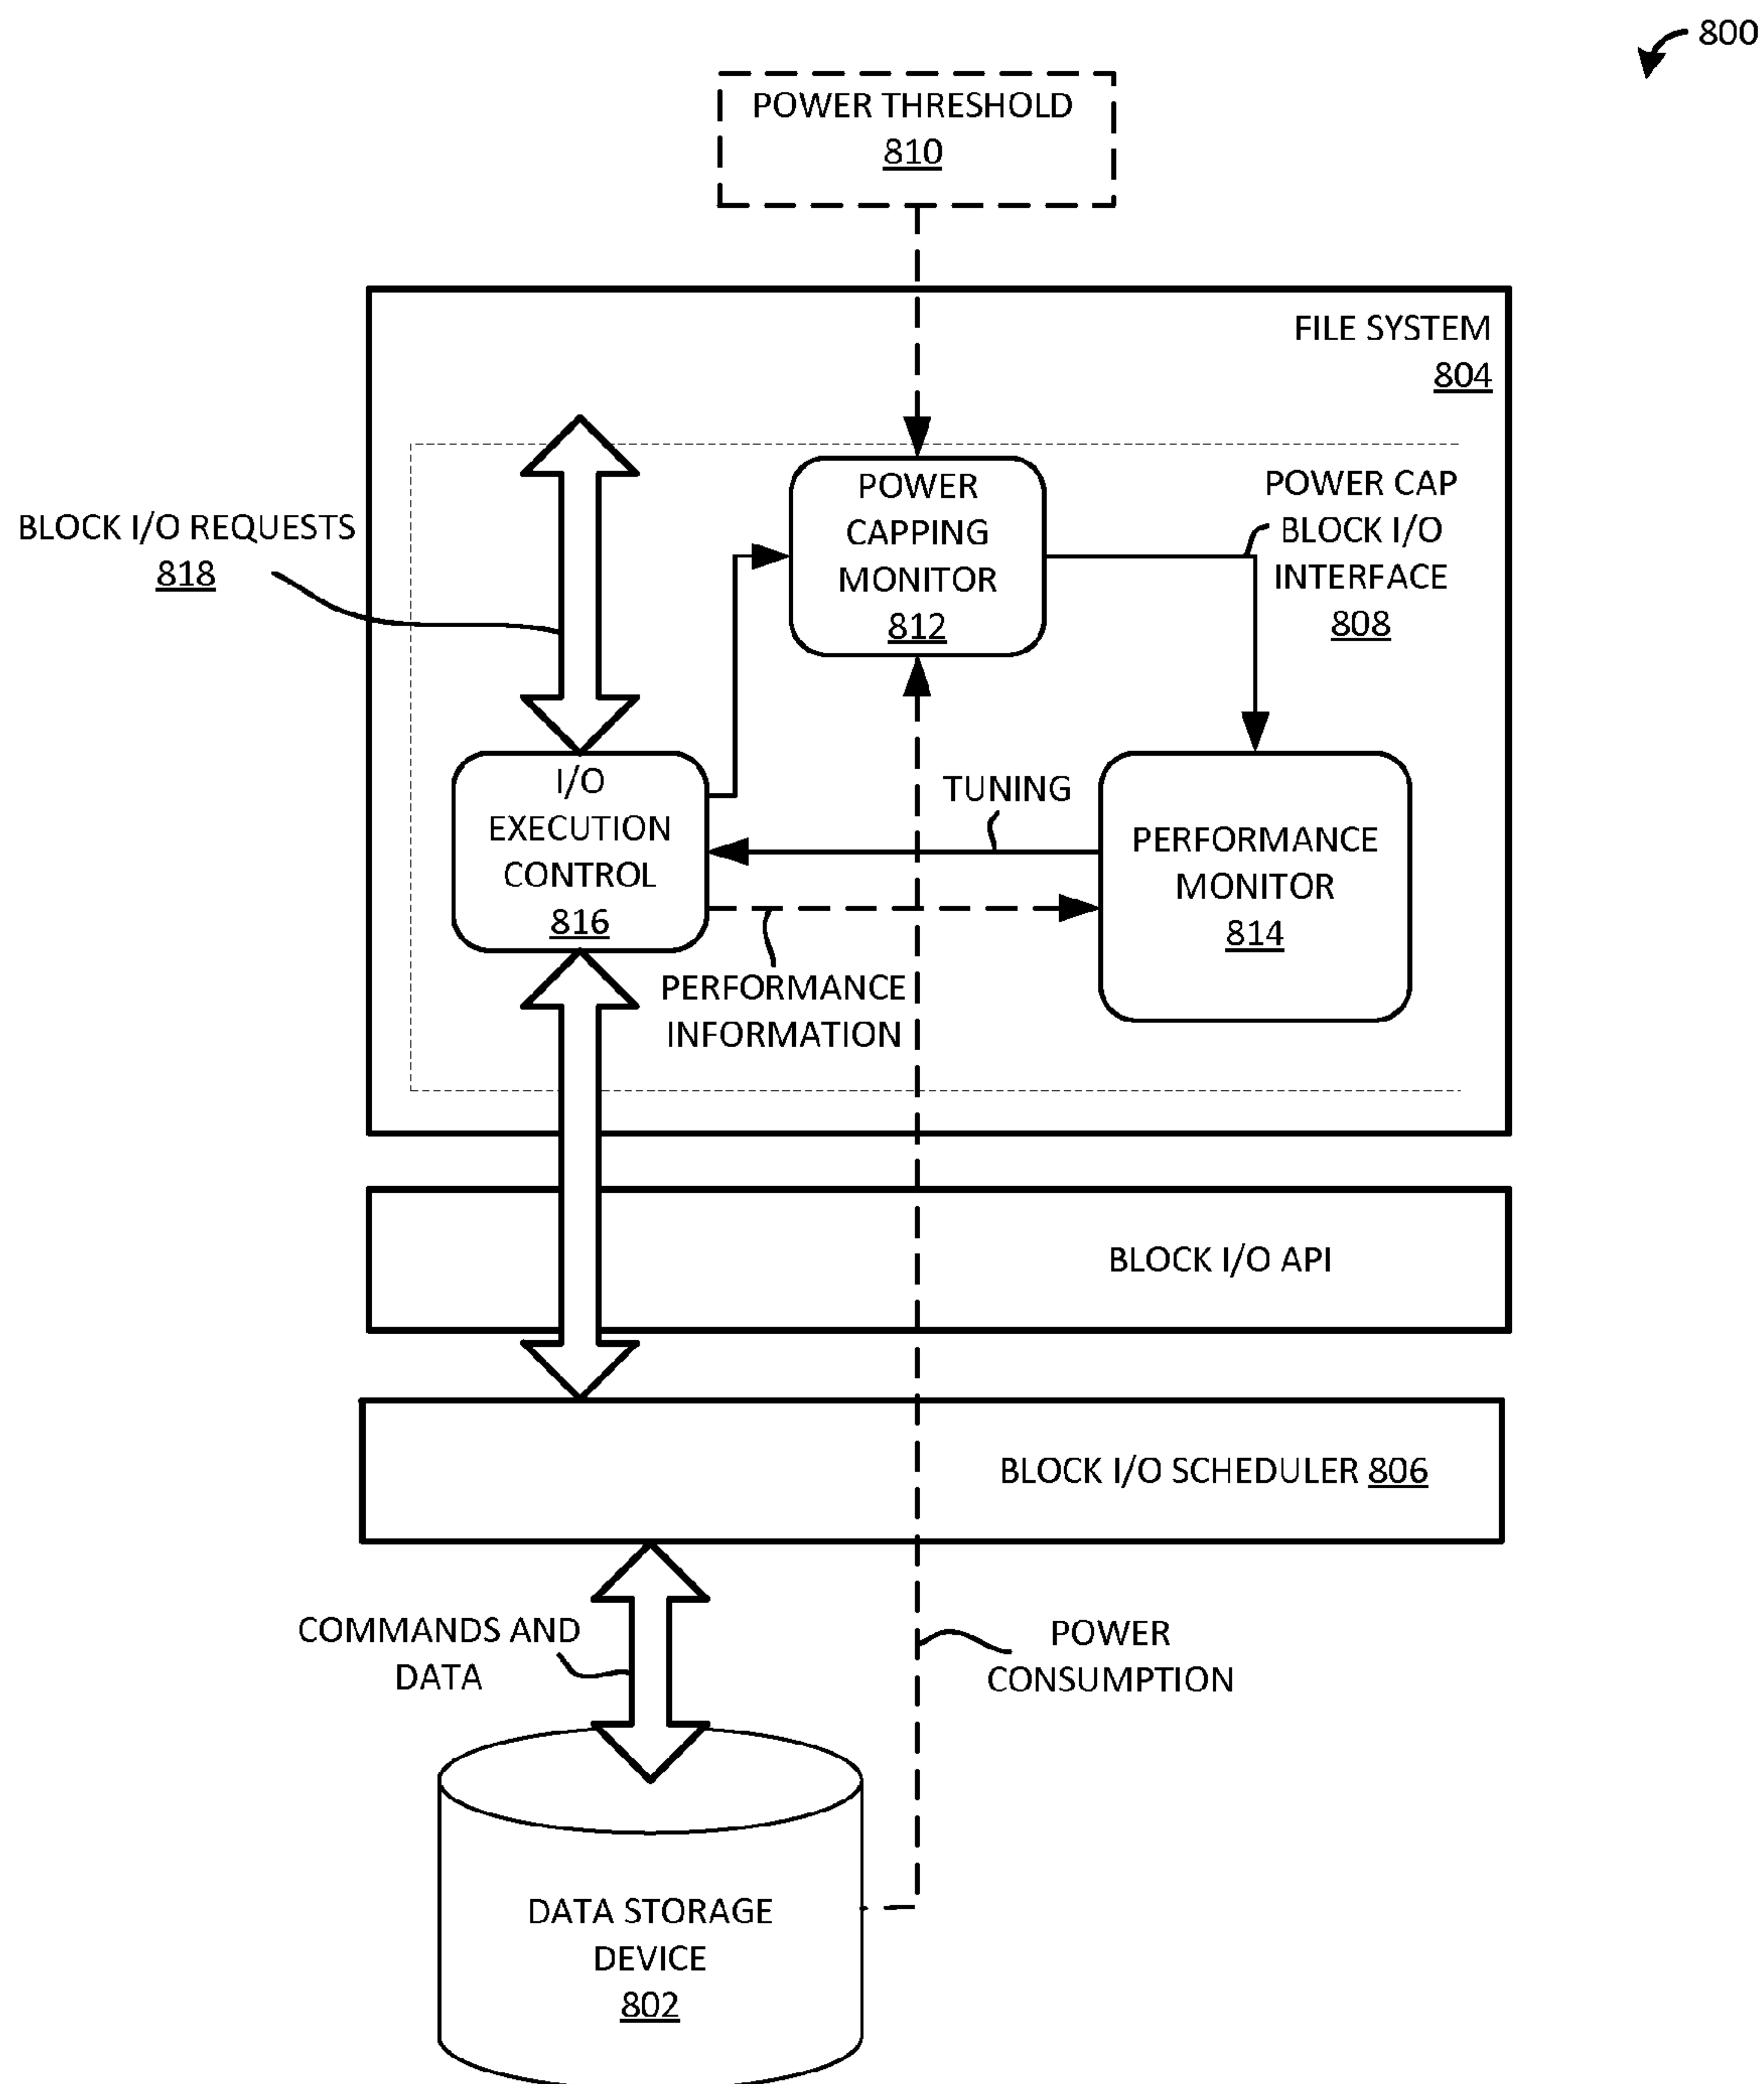 800
POWER THRESHOLD
810
FILE SYSTEM
804
BLOCK I/O REQUESTS
818
POWER
CAPPING
MONITOR
812
POWER CAP
BLOCK I/O
INTERFACE
808
I/O
EXECUTION
CONTROL
816
TUNING
PERFORMANCE
MONITOR
814
PERFORMANCE
INFORMATION
BLOCK I/O API
BLOCK I/O SCHEDULER 806
COMMANDS AND
DATA
POWER
CONSUMPTION
DATA STORAGE
DEVICE
802